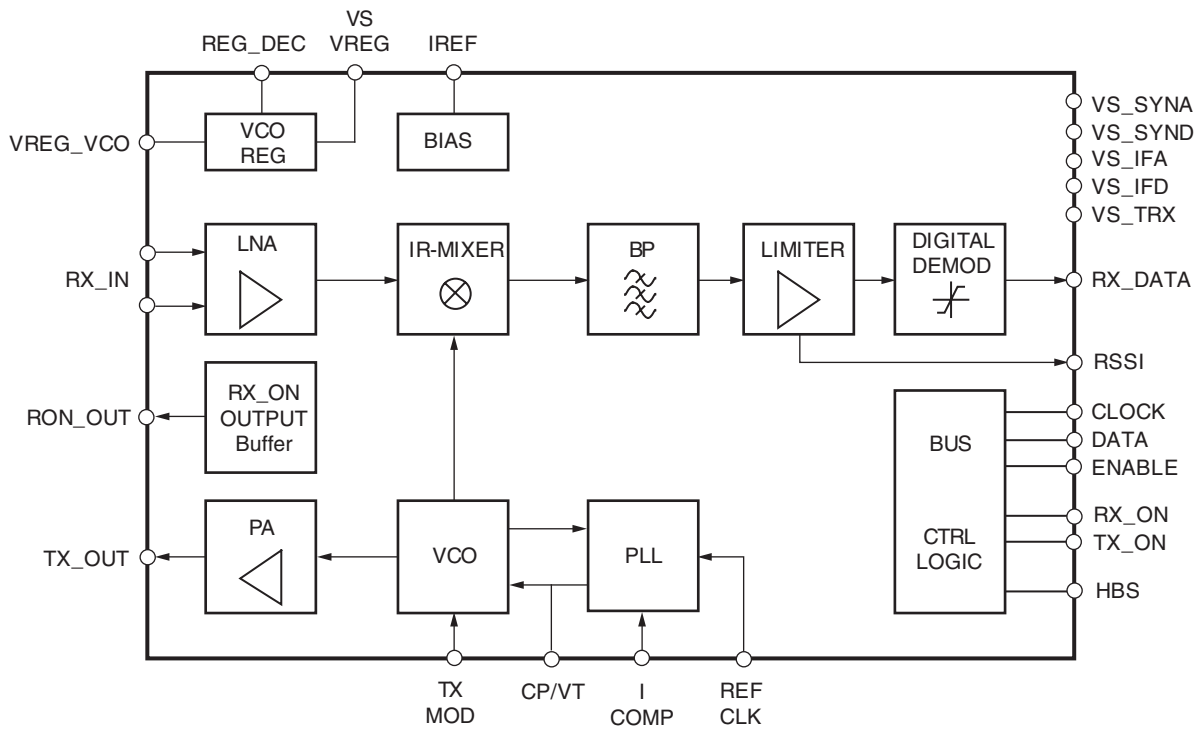 VS
REG_DEC
VREG
IREF
VREG_VCO
VCO
REG
BIAS
VS_SYNA
VS_SYND
VS_IFA
VS_IFD
VS_TRX
RX_IN
LNA
IR-MIXER
BP
LIMITER
DIGITAL
DEMOD
RX_DATA
RSSI
RON_OUT
RX_ON
OUTPUT
Buffer
BUS
CTRL
LOGIC
CLOCK
DATA
ENABLE
RX_ON
TX_ON
HBS
TX_OUT
PA
VCO
PLL
TX
MOD
CP/VT
I
COMP
REF
CLK